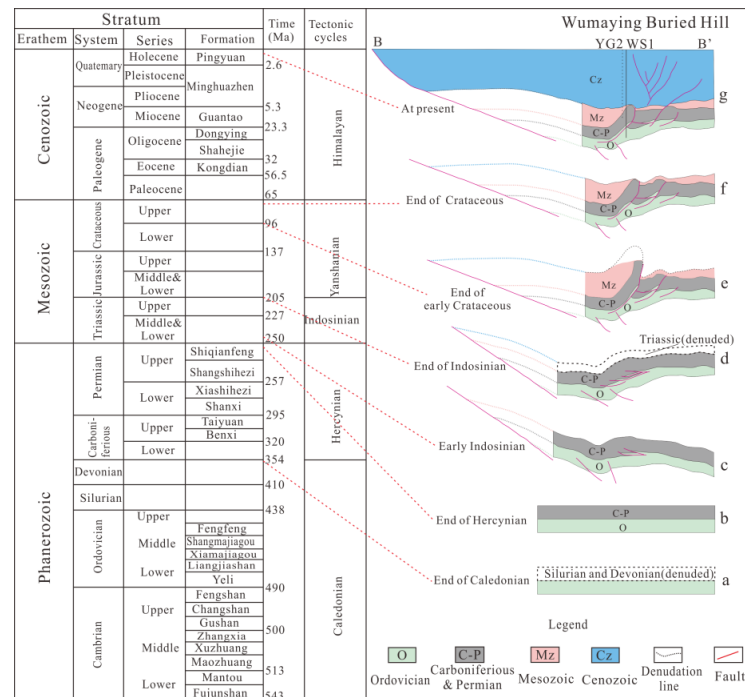 Stratum
Time
(Ma)
Tectonic
cycles
Erathem
System
Series
Formation
Cenozoic
Quatemary
Holecene
Pingyuan
2.6
Pleistocene
Minghuazhen
Neogene
Pliocene
5.3
Miocene
Guantao
23.3
Paleogene
Oligocene
Dongying
Shahejie
32
Eocene
Kongdian
56.5
Paleocene
65
Himalayan
Mesozoic
Crataceous
Upper
96
Lower
137
Jurassic
Upper
Middle&
Lower
205
Yanshanian
Triassic
Upper
227
Middle&
Lower
250
Indosinian
Phanerozoic
Permian
Upper
Shiqianfeng
Shangshihezi
257
Lower
Xiashihezi
Shanxi
295
Carboni-
ferious
Upper
Taiyuan
Benxi
320
Lower
354
Hercynian
Devonian
410
Silurian
438
Ordovician
Upper
Fengfeng
Middle
Shangmajiagou
Xiamajiagou
Lower
Liangjiashan
Yeli
490
Cambrian
Upper
Fengshan
Changshan
Gushan
500
Zhangxia
Middle
Xuzhuang
Maozhuang
513
Lower
Mantou
Fujunshan
543
Caledonian
Wumaying Buried Hill
B
YG2 WS1
B'
Cz
g
At present
Mz
C-P
O
f
End of
Crataceous
Mz
C-P
O
e
End of
early Crataceous
Mz
C-P
O
Triassic(denuded)
d
End of Indosinian
C-P
O
Early Indosinian
C-P
O
c
End of Hercynian
C-P
O
b
End of Caledonian
Silurian and Devonian(denuded)
a
Legend
O
C-P
Mz
Cz
Ordovician
Carboniferious
& Permian
Mesozoic
Cenozoic
Denudation
line
Fault